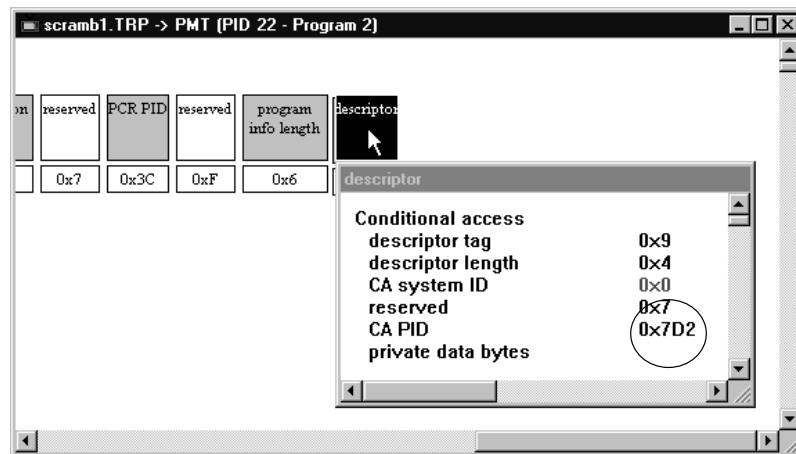 scramb1.TRP -> PMT (PID 22 - Program 2)
on reserved PCR PID reserved program info length descriptor
0x7 0x3C 0xF 0x6
descriptor
Conditional access
descriptor tag 0x9
descriptor length 0x4
CA system ID 0x0
reserved 0x7
CA PID 0x7D2
private data bytes